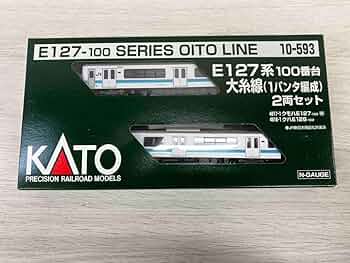 E127-100 SERIES OITO LINE
10-593
E127系100番台
大糸線(1パンタ編成)
2両セット
KATO
PRECISION RAILROAD MODELS
N-GAUGE